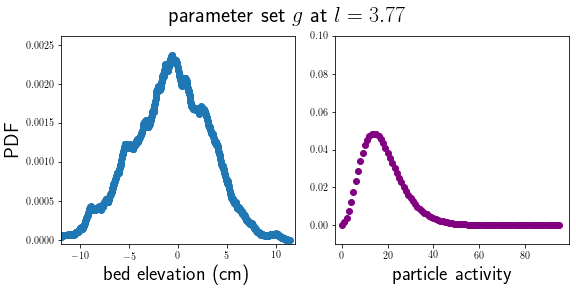 parameter set g at l = 3.77
PDF
0.0025
0.0020
0.0015
0.0010
0.0005
0.0000
−10 −5 0 5 10
bed elevation (cm)
0.10
0.08
0.06
0.04
0.02
0.00
0 20 40 60 80
particle activity